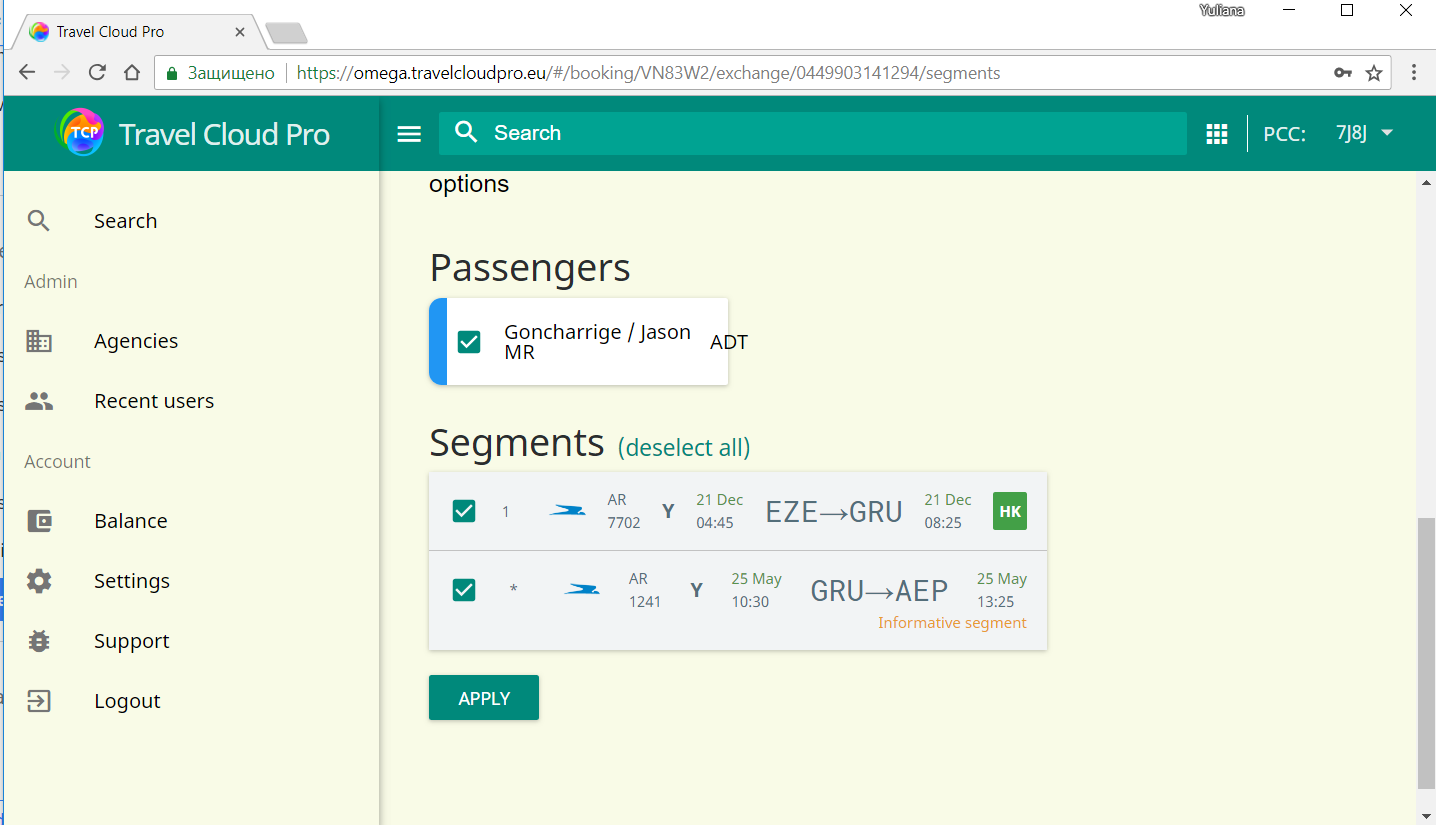 Yuliana
Travel Cloud Pro
Защищено
https://omega.travelcloudpro.eu/#/booking/VN83W2/exchange/0449903141294/segments
TCP
Travel Cloud Pro
Search
PCC:
7J8J
Search
Admin
Agencies
Recent users
Account
Balance
Settings
Support
Logout
options
Passengers
Goncharrige / Jason
MR
ADT
Segments (deselect all)
1 AR 7702 Y 21 Dec 04:45 EZE→GRU 21 Dec 08:25 HK
* AR 1241 Y 25 May 10:30 GRU→AEP 25 May 13:25
Informative segment
APPLY